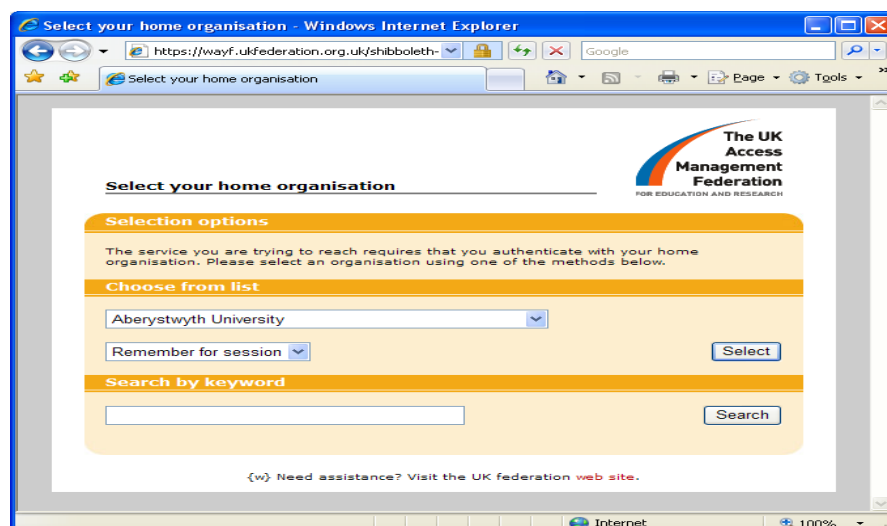 Select your home organisation - Windows Internet Explorer
https://wayf.ukfederation.org.uk/shibboleth-
Google
Select your home organisation
Page
Tools
The UK
Access
Management
Federation
FOR EDUCATION AND RESEARCH
Select your home organisation
Selection options
The service you are trying to reach requires that you authenticate with your home
organisation. Please select an organisation using one of the methods below.
Choose from list
Aberystwyth University
Remember for session
Select
Search by keyword
Search
{w} Need assistance? Visit the UK federation web site.
Internet
100%